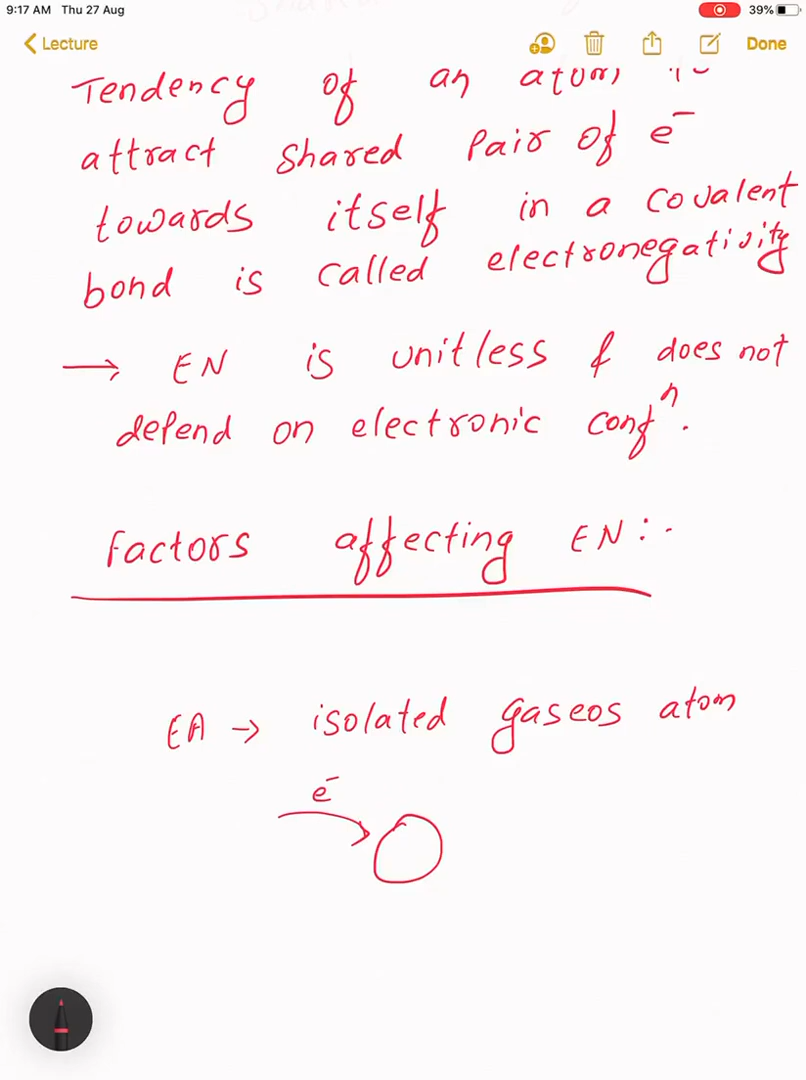 9:17 AM Thu 27 Aug 39%
Lecture Done
Tendency of an atom to
attract shared pair of e⁻
towards itself in a covalent
bond is called electronegativity
→ EN is unitless & does not
depend on electronic confⁿ.
Factors affecting EN:-
EA → isolated gaseos atom
e⁻